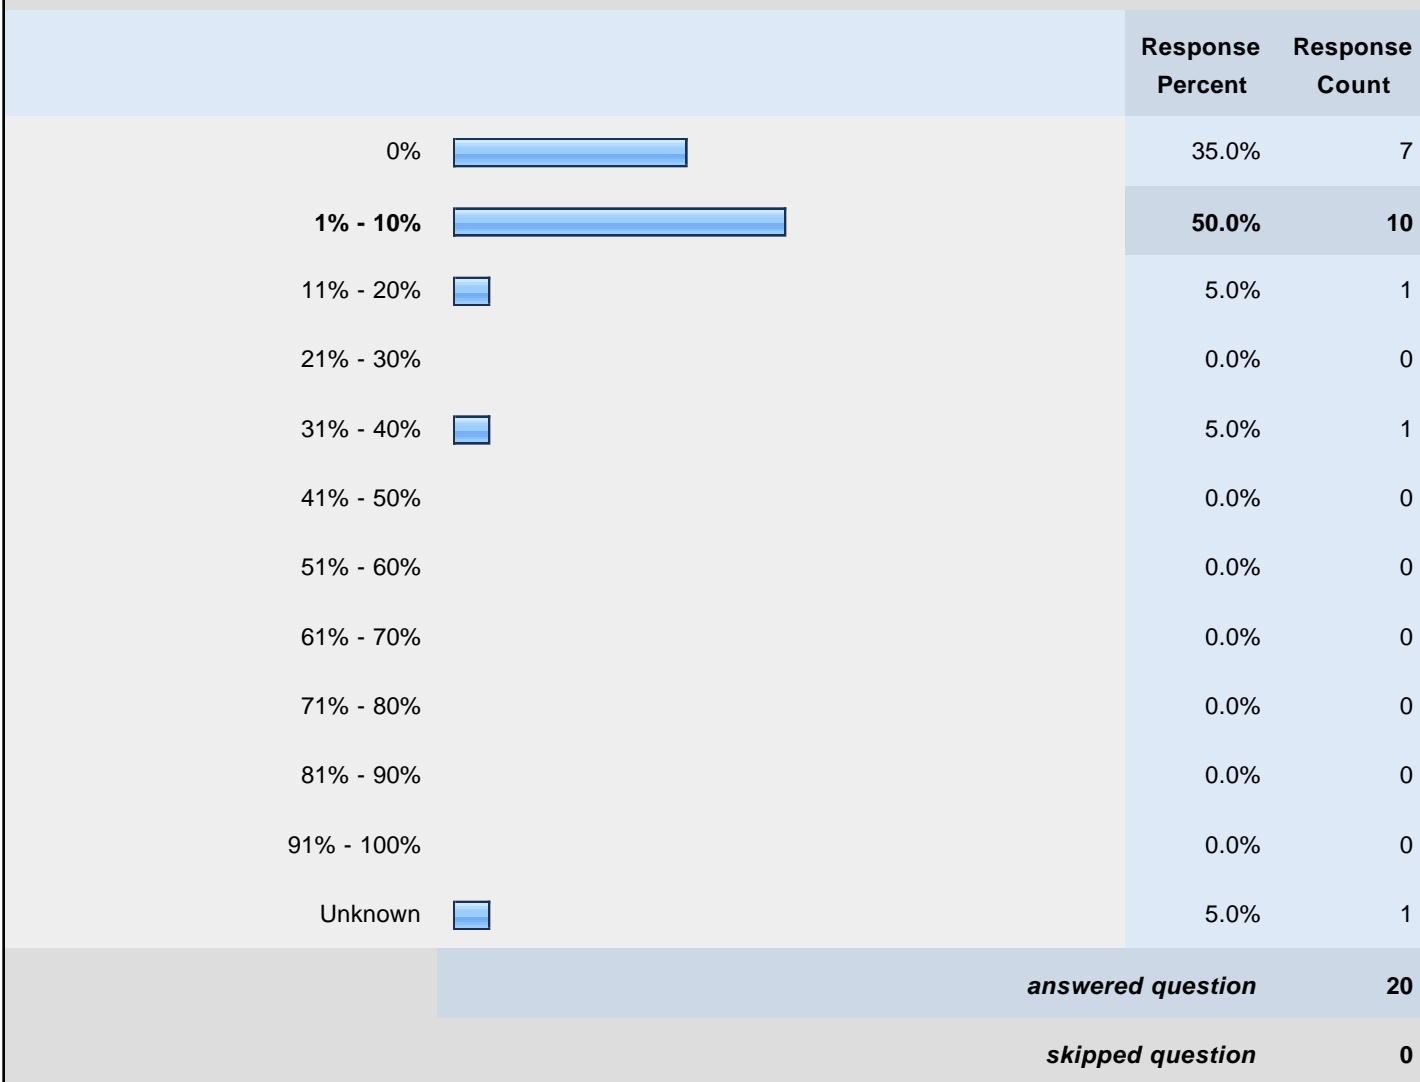 Response Percent Response Count
0% 35.0% 7
1% - 10% 50.0% 10
11% - 20% 5.0% 1
21% - 30% 0.0% 0
31% - 40% 5.0% 1
41% - 50% 0.0% 0
51% - 60% 0.0% 0
61% - 70% 0.0% 0
71% - 80% 0.0% 0
81% - 90% 0.0% 0
91% - 100% 0.0% 0
Unknown 5.0% 1
answered question 20
skipped question 0